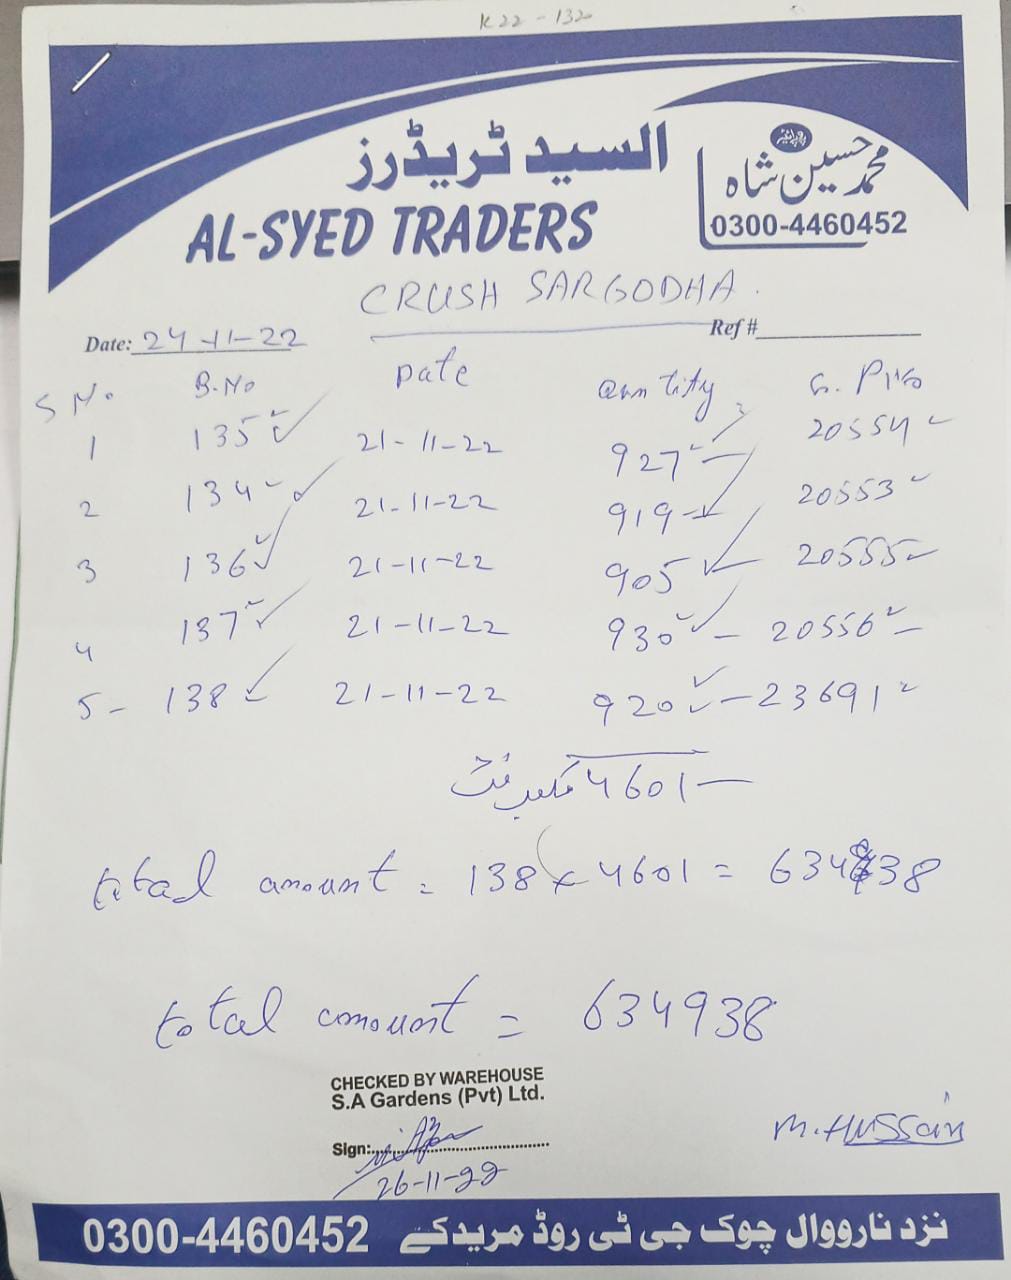 K22-132
السید ٹریڈرز
پروپرائیٹر
محمد حسین شاہ
AL-SYED TRADERS
0300-4460452
CRUSH SARGODHA.
Date: 24-11-22 Ref #
S No. B.No Date Quantity
1 135 21-11-22 927 20554
2 134 21-11-22 919 20553
3 136 21-11-22 905 20555
4 137 21-11-22 930 - 20556
5- 138 21-11-22 920 - 23691
4601 مکعب فٹ
total amount = 138 x 4601 = 634938
total amount = 634938
CHECKED BY WAREHOUSE
S.A Gardens (Pvt) Ltd.
Sign:
26-11-22
M.Hussain
0300-4460452 نزد نارووال چوک جی ٹی روڈ مریدکے